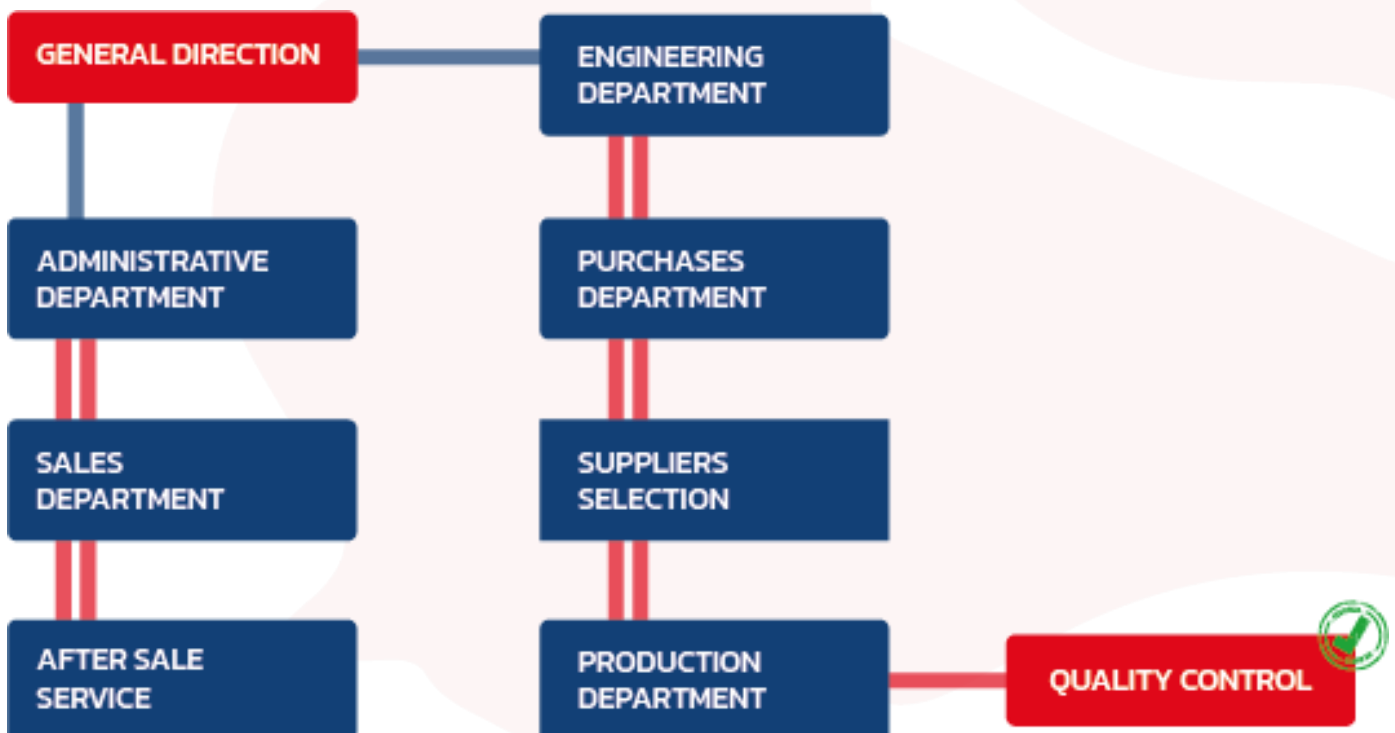 GENERAL DIRECTION
ENGINEERING
DEPARTMENT
ADMINISTRATIVE
DEPARTMENT
PURCHASES
DEPARTMENT
SALES
DEPARTMENT
SUPPLIERS
SELECTION
AFTER SALE
SERVICE
PRODUCTION
DEPARTMENT
QUALITY CONTROL